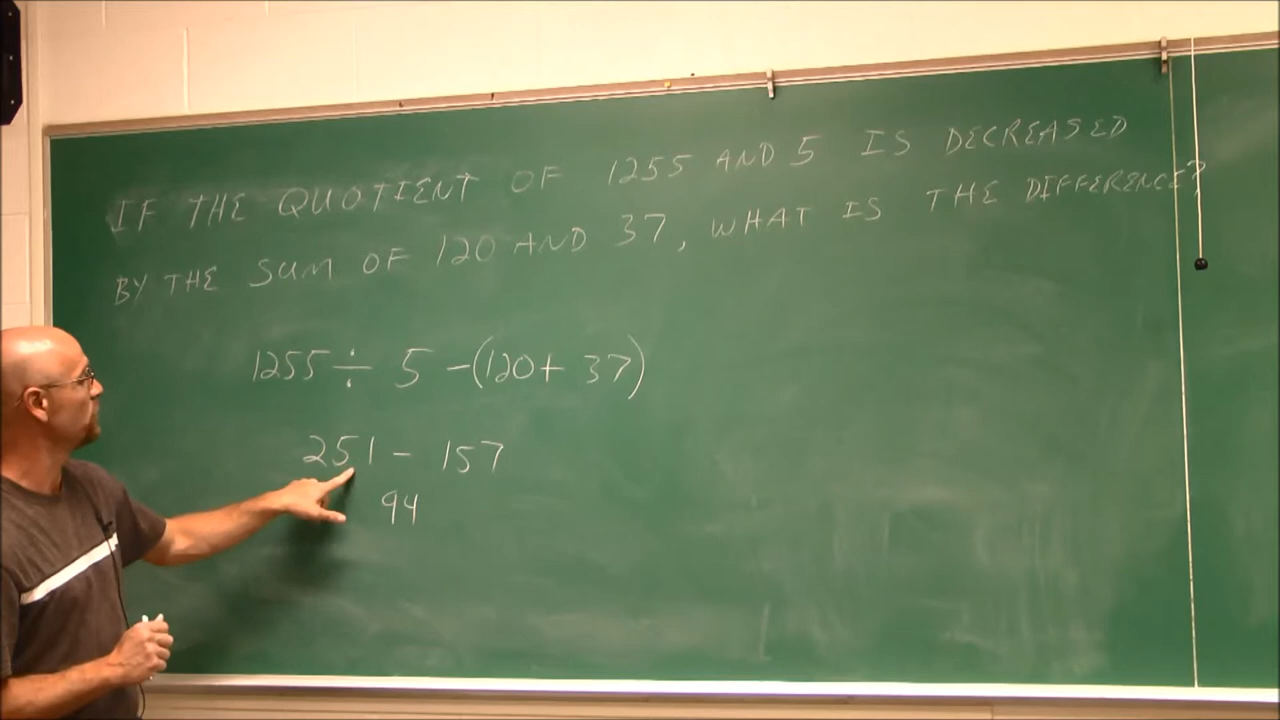 IF THE QUOTIENT OF 1255 AND 5 IS DECREASED
BY THE SUM OF 120 AND 37, WHAT IS THE DIFFERENCE?
1255 ÷ 5 -(120+ 37)
251 - 157
94